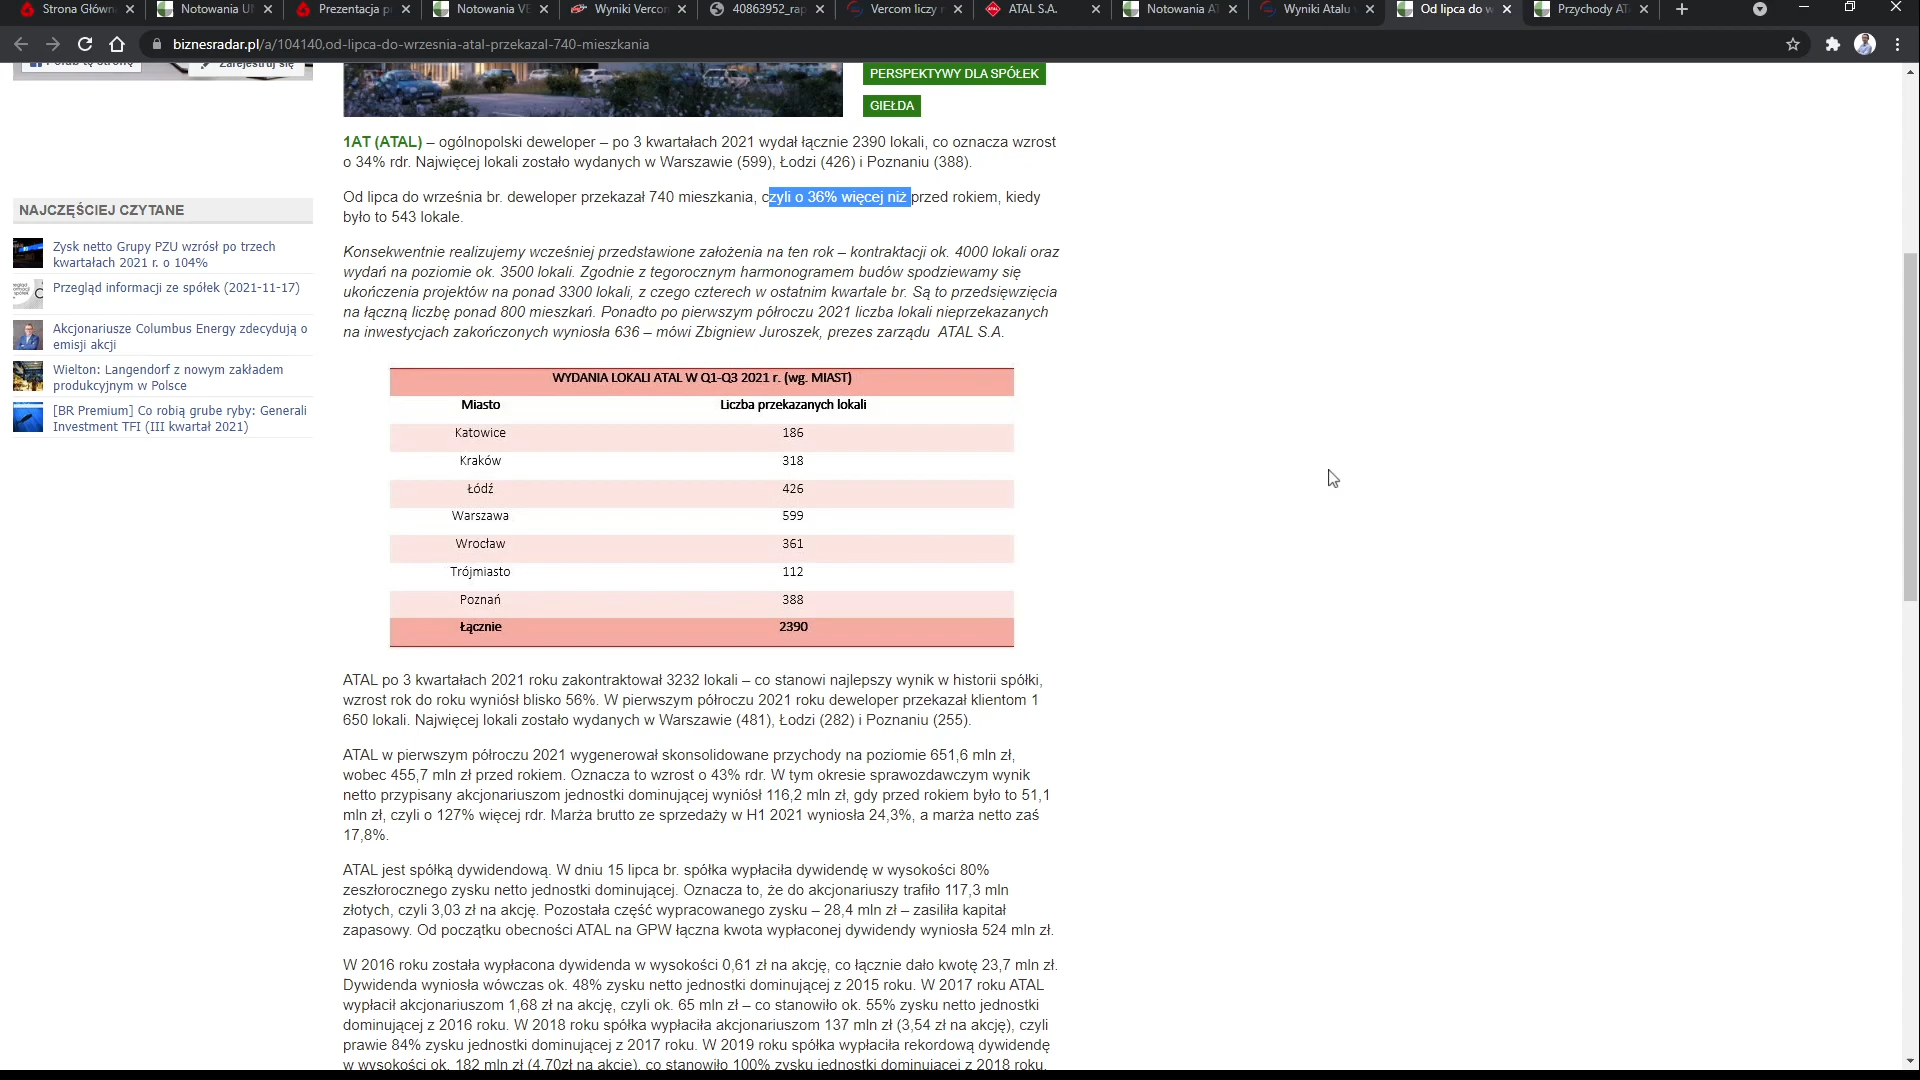 Strona Główn
Notowania U
Prezentacja p
Notowania VE
Wyniki Vercon
40863952_rap
Vercom liczy
ATAL S.A.
Notowania AT
Wyniki Atalu
Od lipca do w
Przychody AT
biznesradar.pl/a/104140,od-lipca-do-wrzesnia-atal-przekazal-740-mieszkania
Zarejestruj się
PERSPEKTYWY DLA SPÓŁEK
GIEŁDA
1AT (ATAL) – ogólnopolski deweloper – po 3 kwartałach 2021 wydał łącznie 2390 lokali, co oznacza wzrost
o 34% rdr. Najwięcej lokali zostało wydanych w Warszawie (599), Łodzi (426) i Poznaniu (388).
Od lipca do września br. deweloper przekazał 740 mieszkania, czyli o 36% więcej niż przed rokiem, kiedy
było to 543 lokale.
NAJCZĘŚCIEJ CZYTANE
Zysk netto Grupy PZU wzrósł po trzech
kwartałach 2021 r. o 104%
Przegląd informacji ze spółek (2021-11-17)
Akcjonariusze Columbus Energy zdecydują o
emisji akcji
Wielton: Langendorf z nowym zakładem
produkcyjnym w Polsce
[BR Premium] Co robią grube ryby: Generali
Investment TFI (III kwartał 2021)
Konsekwentnie realizujemy wcześniej przedstawione założenia na ten rok – kontraktacji ok. 4000 lokali oraz
wydań na poziomie ok. 3500 lokali. Zgodnie z tegorocznym harmonogramem budów spodziewamy się
ukończenia projektów na ponad 3300 lokali, z czego czterech w ostatnim kwartale br. Są to przedsięwzięcia
na łączną liczbę ponad 800 mieszkań. Ponadto po pierwszym półroczu 2021 liczba lokali nieprzekazanych
na inwestycjach zakończonych wyniosła 636 – mówi Zbigniew Juroszek, prezes zarządu ATAL S.A.
WYDANIA LOKALI ATAL W Q1-Q3 2021 r. (wg. MIAST)
Miasto Liczba przekazanych lokali
Katowice 186
Kraków 318
Łódź 426
Warszawa 599
Wrocław 361
Trójmiasto 112
Poznań 388
Łącznie 2390
ATAL po 3 kwartałach 2021 roku zakontraktował 3232 lokali – co stanowi najlepszy wynik w historii spółki,
wzrost rok do roku wyniósł blisko 56%. W pierwszym półroczu 2021 roku deweloper przekazał klientom 1
650 lokali. Najwięcej lokali zostało wydanych w Warszawie (481), Łodzi (282) i Poznaniu (255).
ATAL w pierwszym półroczu 2021 wygenerował skonsolidowane przychody na poziomie 651,6 mln zł,
wobec 455,7 mln zł przed rokiem. Oznacza to wzrost o 43% rdr. W tym okresie sprawozdawczym wynik
netto przypisany akcjonariuszom jednostki dominującej wyniósł 116,2 mln zł, gdy przed rokiem było to 51,1
mln zł, czyli o 127% więcej rdr. Marża brutto ze sprzedaży w H1 2021 wyniosła 24,3%, a marża netto zaś
17,8%.
ATAL jest spółką dywidendową. W dniu 15 lipca br. spółka wypłaciła dywidendę w wysokości 80%
zeszłorocznego zysku netto jednostki dominującej. Oznacza to, że do akcjonariuszy trafiło 117,3 mln
złotych, czyli 3,03 zł na akcję. Pozostała część wypracowanego zysku – 28,4 mln zł – zasiliła kapitał
zapasowy. Od początku obecności ATAL na GPW łączna kwota wypłaconej dywidendy wyniosła 524 mln zł.
W 2016 roku została wypłacona dywidenda w wysokości 0,61 zł na akcję, co łącznie dało kwotę 23,7 mln zł.
Dywidenda wyniosła wówczas ok. 48% zysku netto jednostki dominującej z 2015 roku. W 2017 roku ATAL
wypłacił akcjonariuszom 1,68 zł na akcję, czyli ok. 65 mln zł – co stanowiło ok. 55% zysku netto jednostki
dominującej z 2016 roku. W 2018 roku spółka wypłaciła akcjonariuszom 137 mln zł (3,54 zł na akcję), czyli
prawie 84% zysku jednostki dominującej z 2017 roku. W 2019 roku spółka wypłaciła rekordową dywidendę
w wysokości ok. 182 mln zł (4,70zł na akcję), co stanowiło 100% zysku jednostki dominującej z 2018 roku.